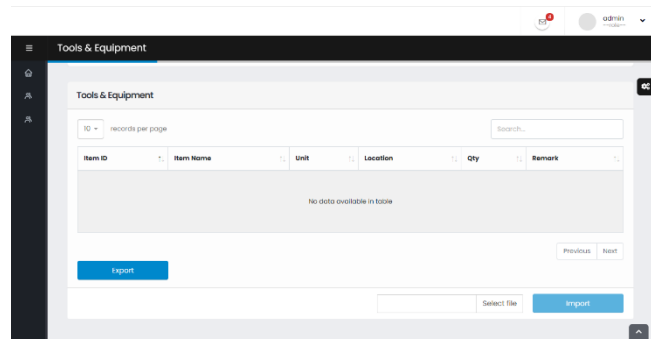 4
admin
Tools & Equipment
Tools & Equipment
10 records per page
Search...
Item ID Item Name Unit Location Qty Remark
No data available in table
Previous Next
Export
Select file Import